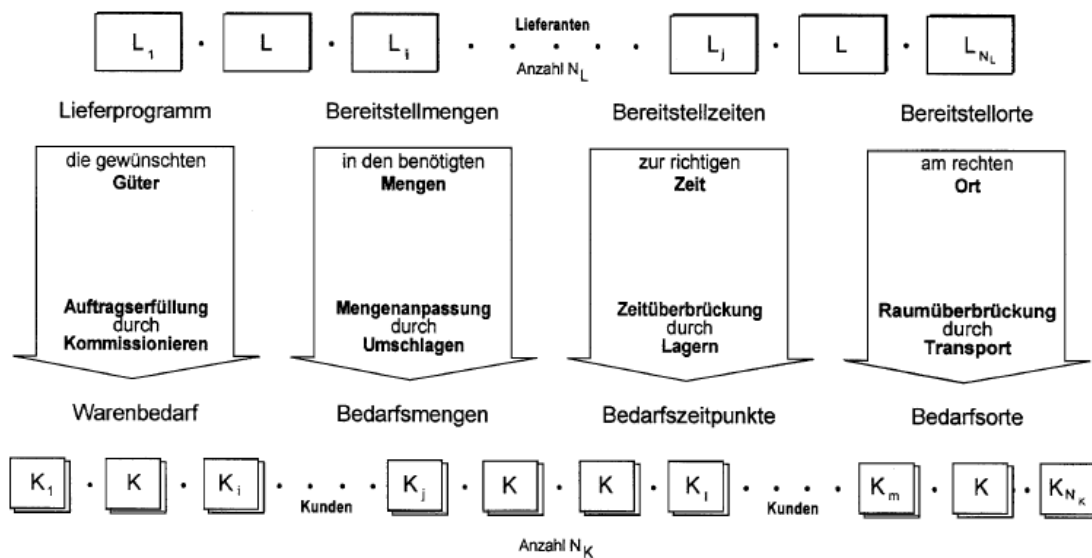 L1 · L · Li · · · Lieferanten · · · Lj · L · LNL
Anzahl NL
Lieferprogramm Bereitstellmengen Bereitstellzeiten Bereitstellorte
die gewünschten in den benötigten zur richtigen am rechten
Güter Mengen Zeit Ort
Auftragserfüllung Mengenanpassung Zeitüberbrückung Raumüberbrückung
durch durch durch durch
Kommissionieren Umschlagen Lagern Transport
Warenbedarf Bedarfsmengen Bedarfszeitpunkte Bedarfsorte
K1 · K · Ki · · · · Kj · K · K · Kl · · · · Km · K · KNK
Kunden Kunden
Anzahl NK